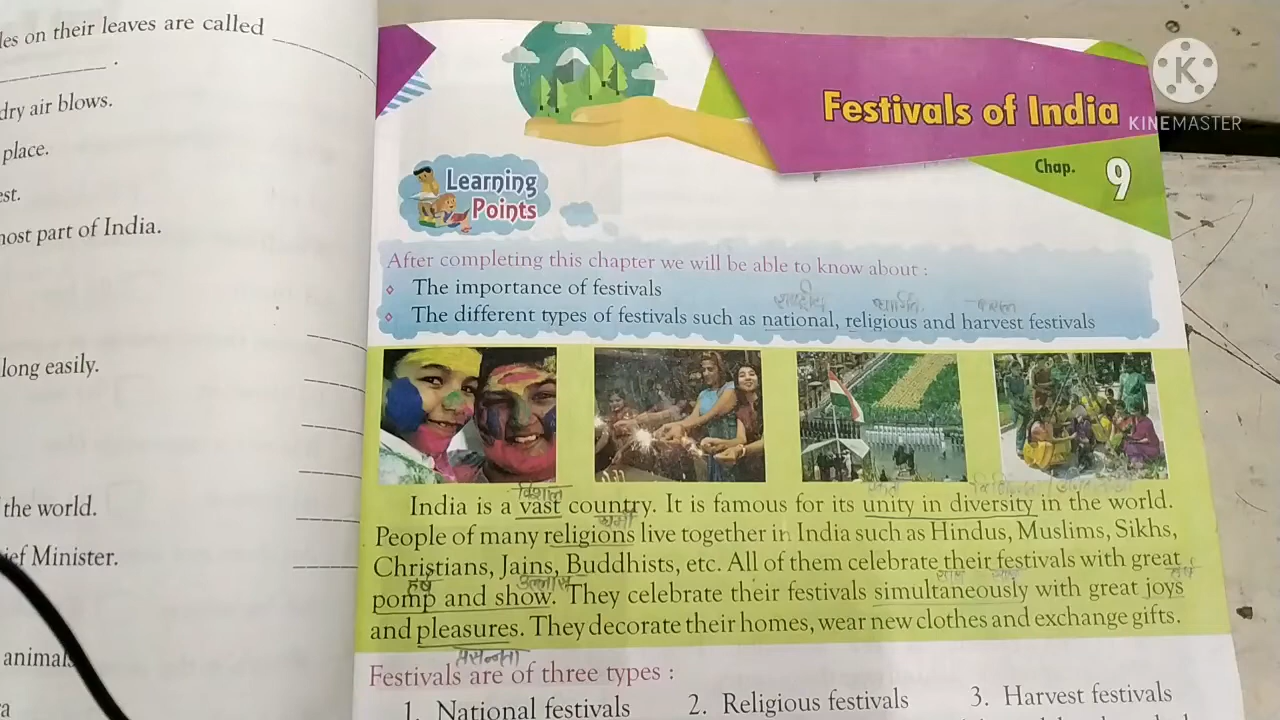 les on their leaves are called
dry air blows.
place.
est.
most part of India.
long easily.
the world.
ief Minister.
animals
Festivals of India
KINEMASTER
Chap. 9
Learning
Points
After completing this chapter we will be able to know about :
The importance of festivals
राष्ट्रीय
The different types of festivals such as national, religious and harvest festivals
विशाल
India is a vast country. It is famous for its unity in diversity in the world.
धर्मो
People of many religions live together in India such as Hindus, Muslims, Sikhs,
Christians, Jains, Buddhists, etc. All of them celebrate their festivals with great
हर्ष उल्लास
pomp and show. They celebrate their festivals simultaneously with great joys
and pleasures. They decorate their homes, wear new clothes and exchange gifts.
प्रसन्नता
Festivals are of three types :
1. National festivals 2. Religious festivals 3. Harvest festivals